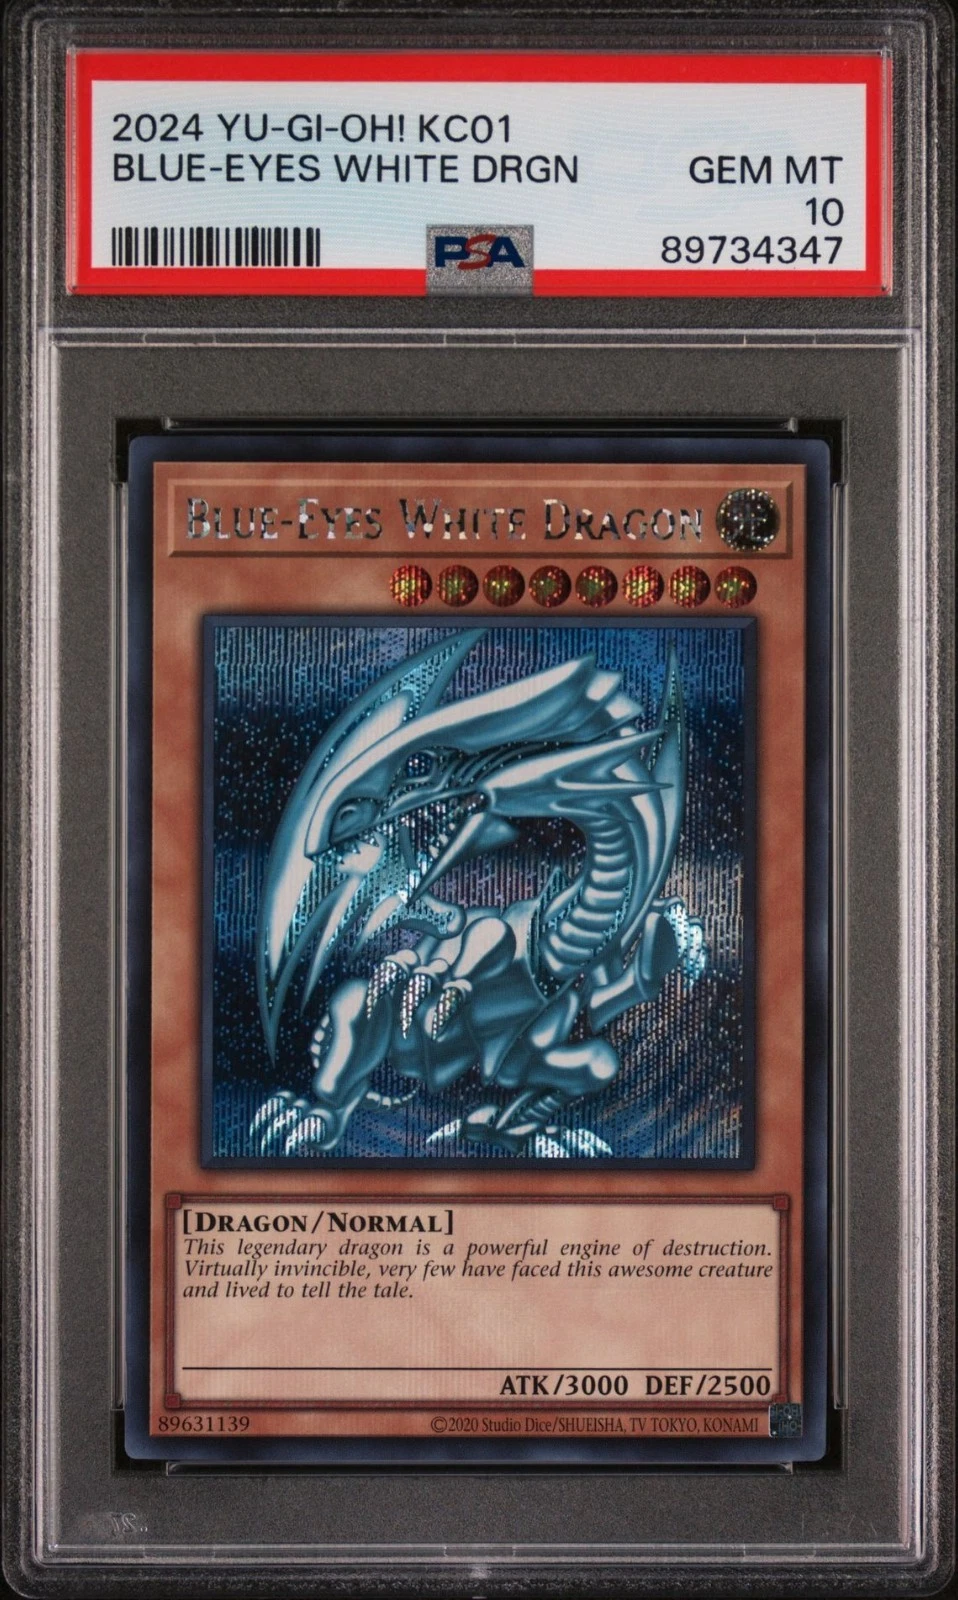 2024 YU-GI-OH! KC01
BLUE-EYES WHITE DRGN
GEM MT
10
PSA
89734347
BLUE-EYES WHITE DRAGON
[DRAGON/NORMAL]
This legendary dragon is a powerful engine of destruction.
Virtually invincible, very few have faced this awesome creature
and lived to tell the tale.
ATK/3000 DEF/2500
89631139
©2020 Studio Dice/SHUEISHA, TV TOKYO, KONAMI